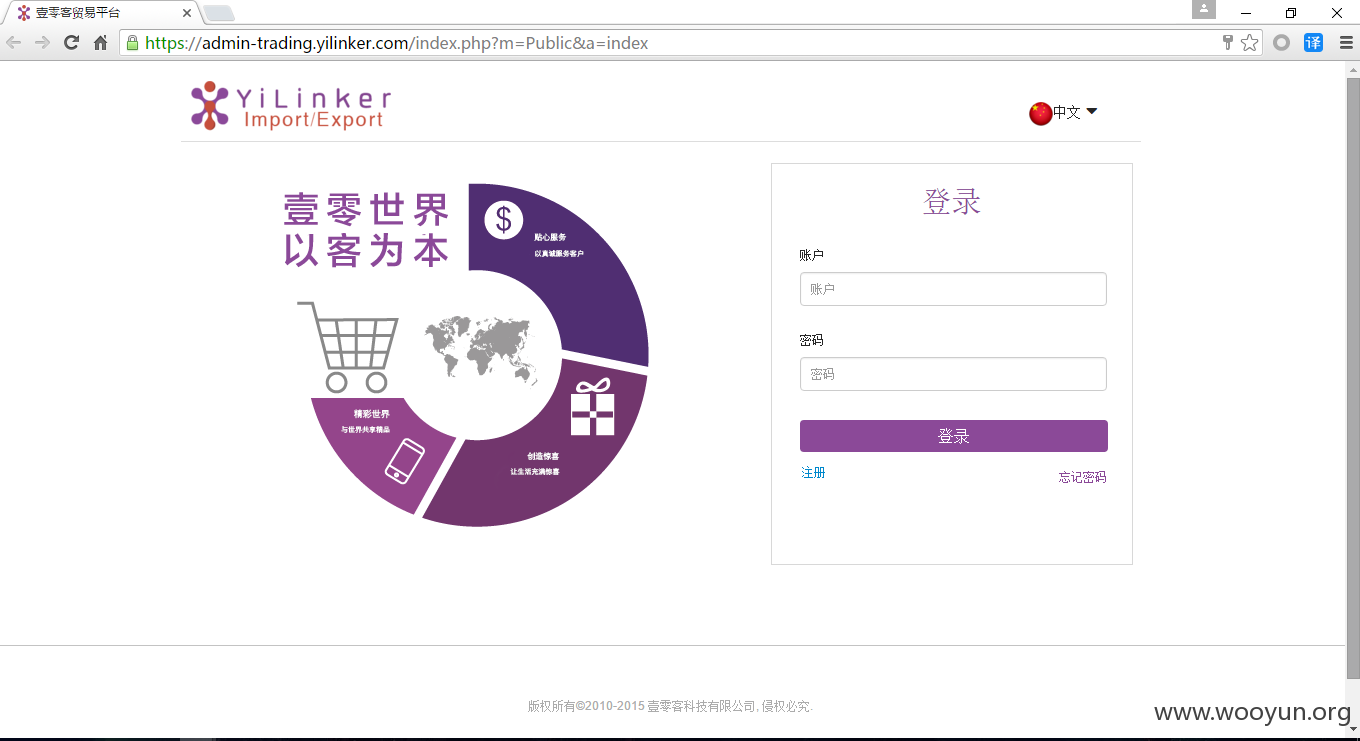 壹零客贸易平台
https://admin-trading.yilinker.com/index.php?m=Public&a=index
译
YiLinker
Import/Export
中文
壹零世界
以客为本
$
贴心服务
以真诚服务客户
精彩世界
与世界共享精品
创造惊喜
让生活充满惊喜
登录
账户
账户
密码
密码
登录
注册
忘记密码
版权所有©2010-2015 壹零客科技有限公司, 侵权必究.
www.wooyun.org